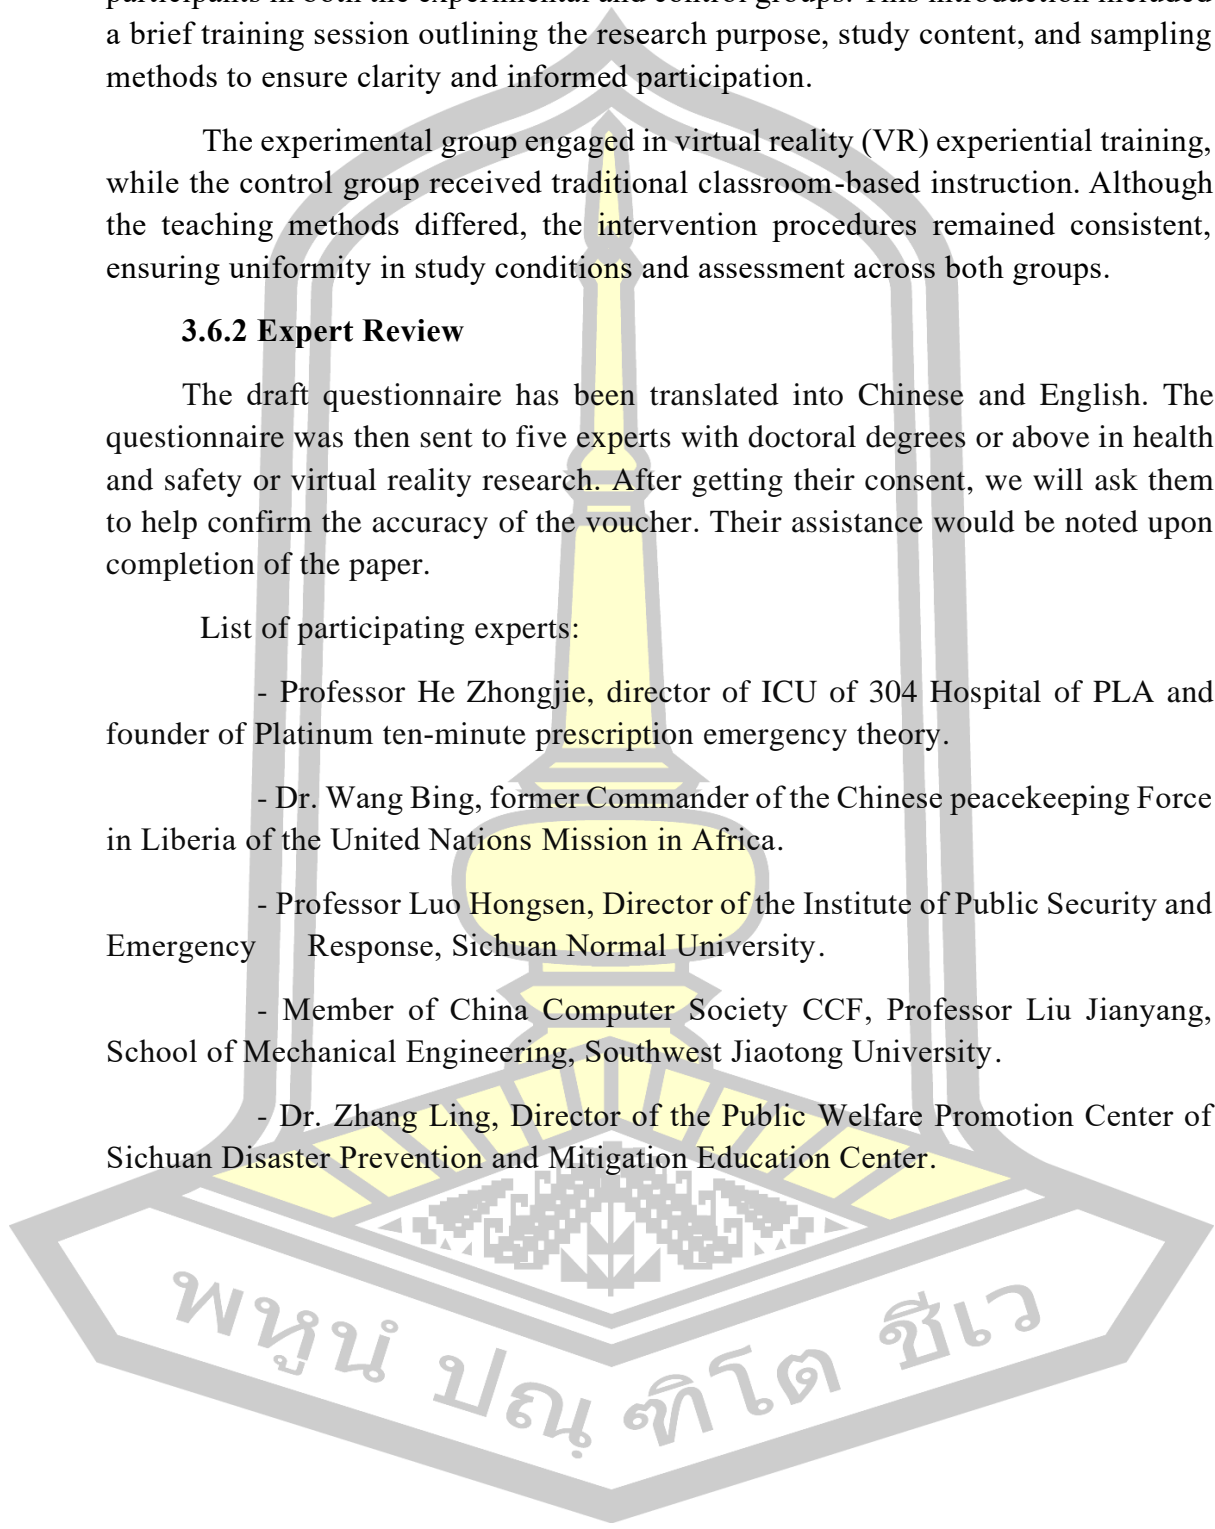 participants in both the experimental and control groups. This introduction included
a brief training session outlining the research purpose, study content, and sampling
methods to ensure clarity and informed participation.
The experimental group engaged in virtual reality (VR) experiential training,
while the control group received traditional classroom-based instruction. Although
the teaching methods differed, the intervention procedures remained consistent,
ensuring uniformity in study conditions and assessment across both groups.
3.6.2 Expert Review
The draft questionnaire has been translated into Chinese and English. The
questionnaire was then sent to five experts with doctoral degrees or above in health
and safety or virtual reality research. After getting their consent, we will ask them
to help confirm the accuracy of the voucher. Their assistance would be noted upon
completion of the paper.
List of participating experts:
- Professor He Zhongjie, director of ICU of 304 Hospital of PLA and
founder of Platinum ten-minute prescription emergency theory.
- Dr. Wang Bing, former Commander of the Chinese peacekeeping Force
in Liberia of the United Nations Mission in Africa.
- Professor Luo Hongsen, Director of the Institute of Public Security and
Emergency Response, Sichuan Normal University.
- Member of China Computer Society CCF, Professor Liu Jianyang,
School of Mechanical Engineering, Southwest Jiaotong University.
- Dr. Zhang Ling, Director of the Public Welfare Promotion Center of
Sichuan Disaster Prevention and Mitigation Education Center.
พหูนํ ปณฺฑิโต ชีเว